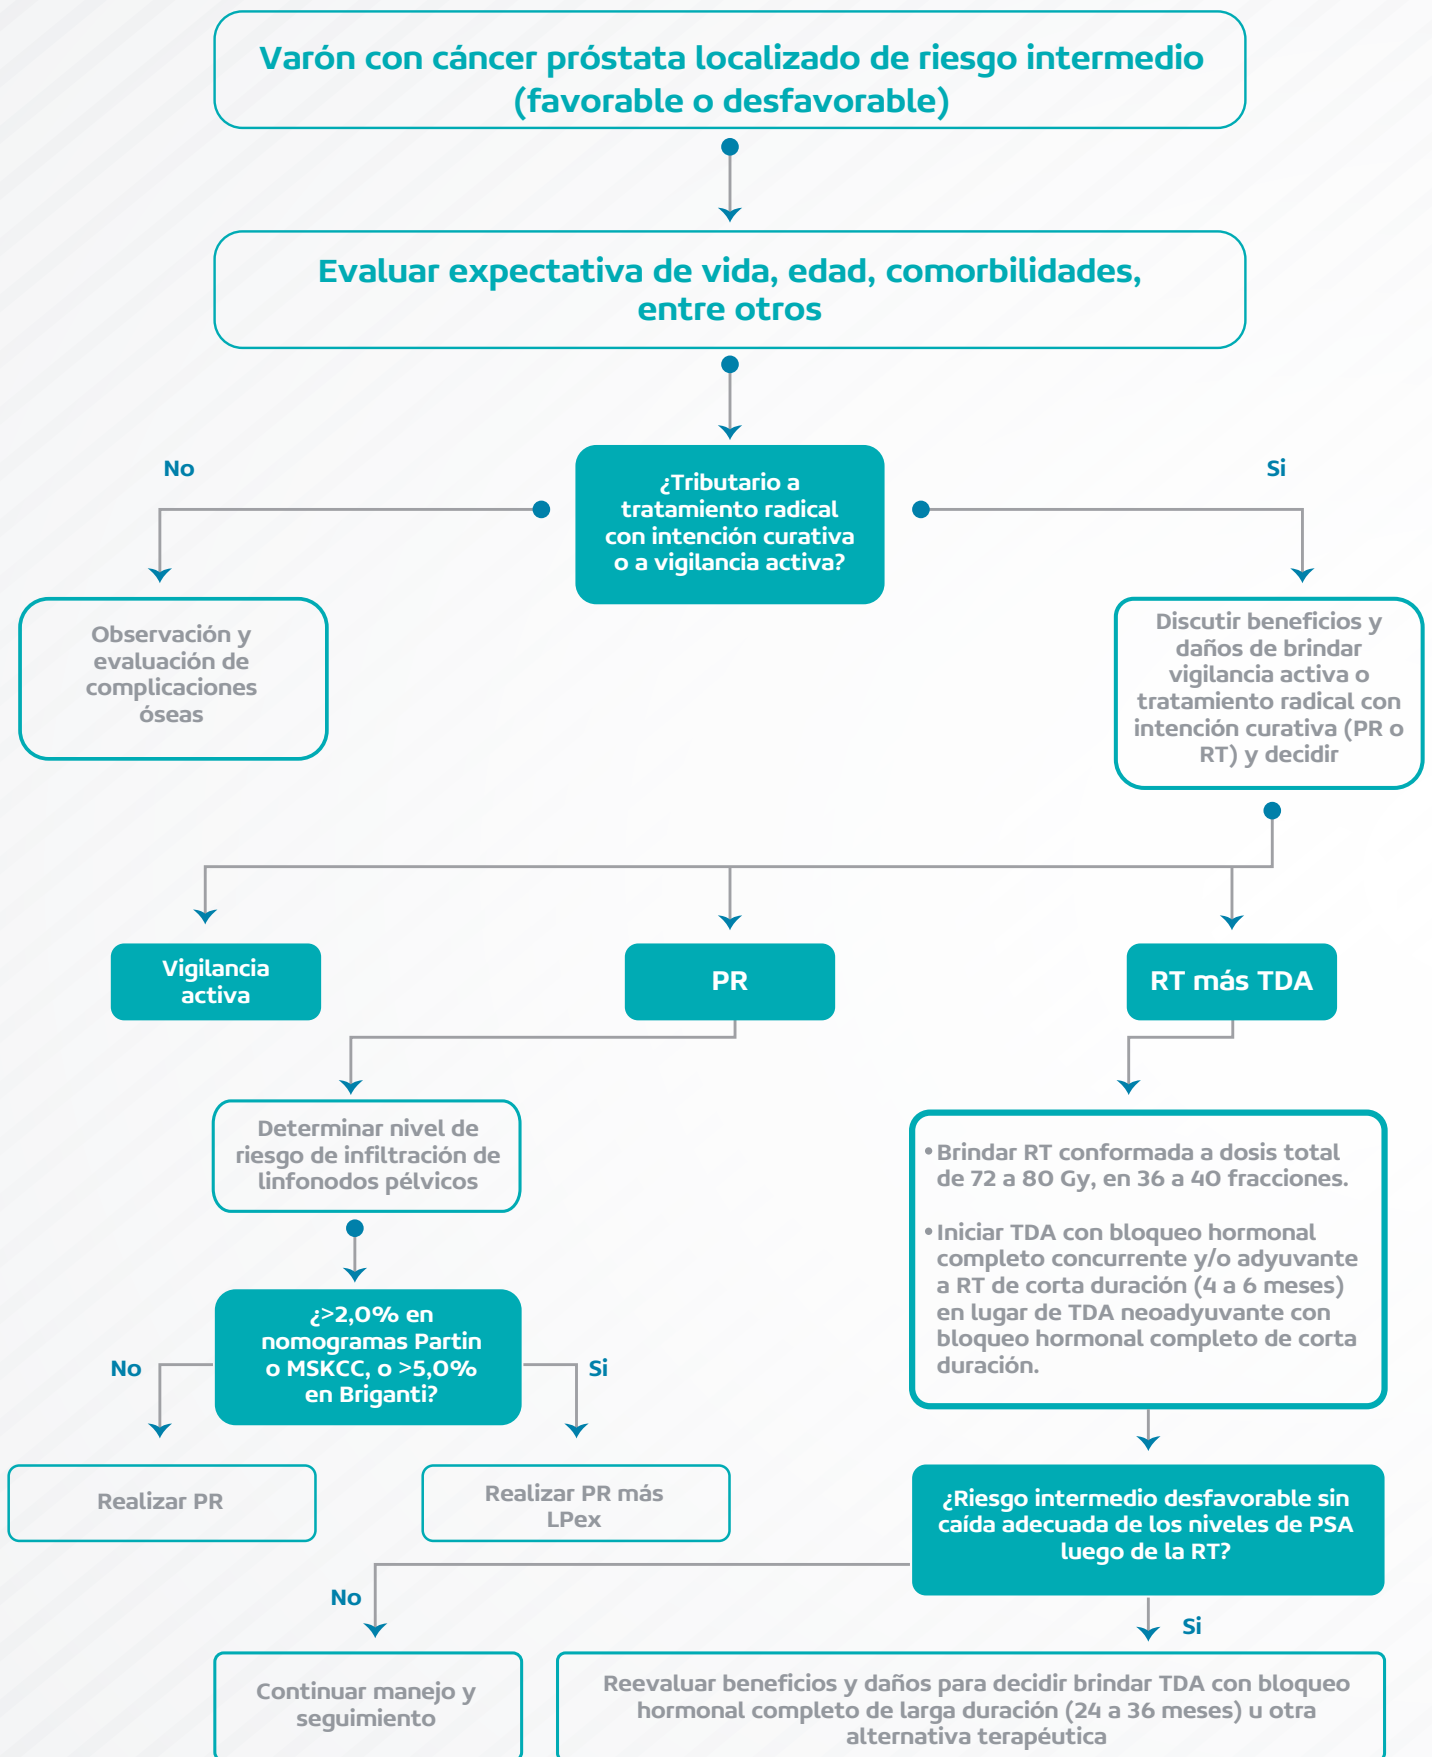 Varón con cáncer próstata localizado de riesgo intermedio
(favorable o desfavorable)
Evaluar expectativa de vida, edad, comorbilidades,
entre otros
No
¿Tributario a
tratamiento radical
con intención curativa
o a vigilancia activa?
Si
Observación y
evaluación de
complicaciones
óseas
Discutir beneficios y
daños de brindar
vigilancia activa o
tratamiento radical con
intención curativa (PR o
RT) y decidir
Vigilancia
activa
PR
RT más TDA
Determinar nivel de
riesgo de infiltración de
linfonodos pélvicos
• Brindar RT conformada a dosis total
de 72 a 80 Gy, en 36 a 40 fracciones.
• Iniciar TDA con bloqueo hormonal
completo concurrente y/o adyuvante
a RT de corta duración (4 a 6 meses)
en lugar de TDA neoadyuvante con
bloqueo hormonal completo de corta
duración.
¿>2,0% en
nomogramas Partin
o MSKCC, o >5,0%
en Briganti?
No
Si
Realizar PR
Realizar PR más
LPex
¿Riesgo intermedio desfavorable sin
caída adecuada de los niveles de PSA
luego de la RT?
No
Si
Continuar manejo y
seguimiento
Reevaluar beneficios y daños para decidir brindar TDA con bloqueo
hormonal completo de larga duración (24 a 36 meses) u otra
alternativa terapéutica